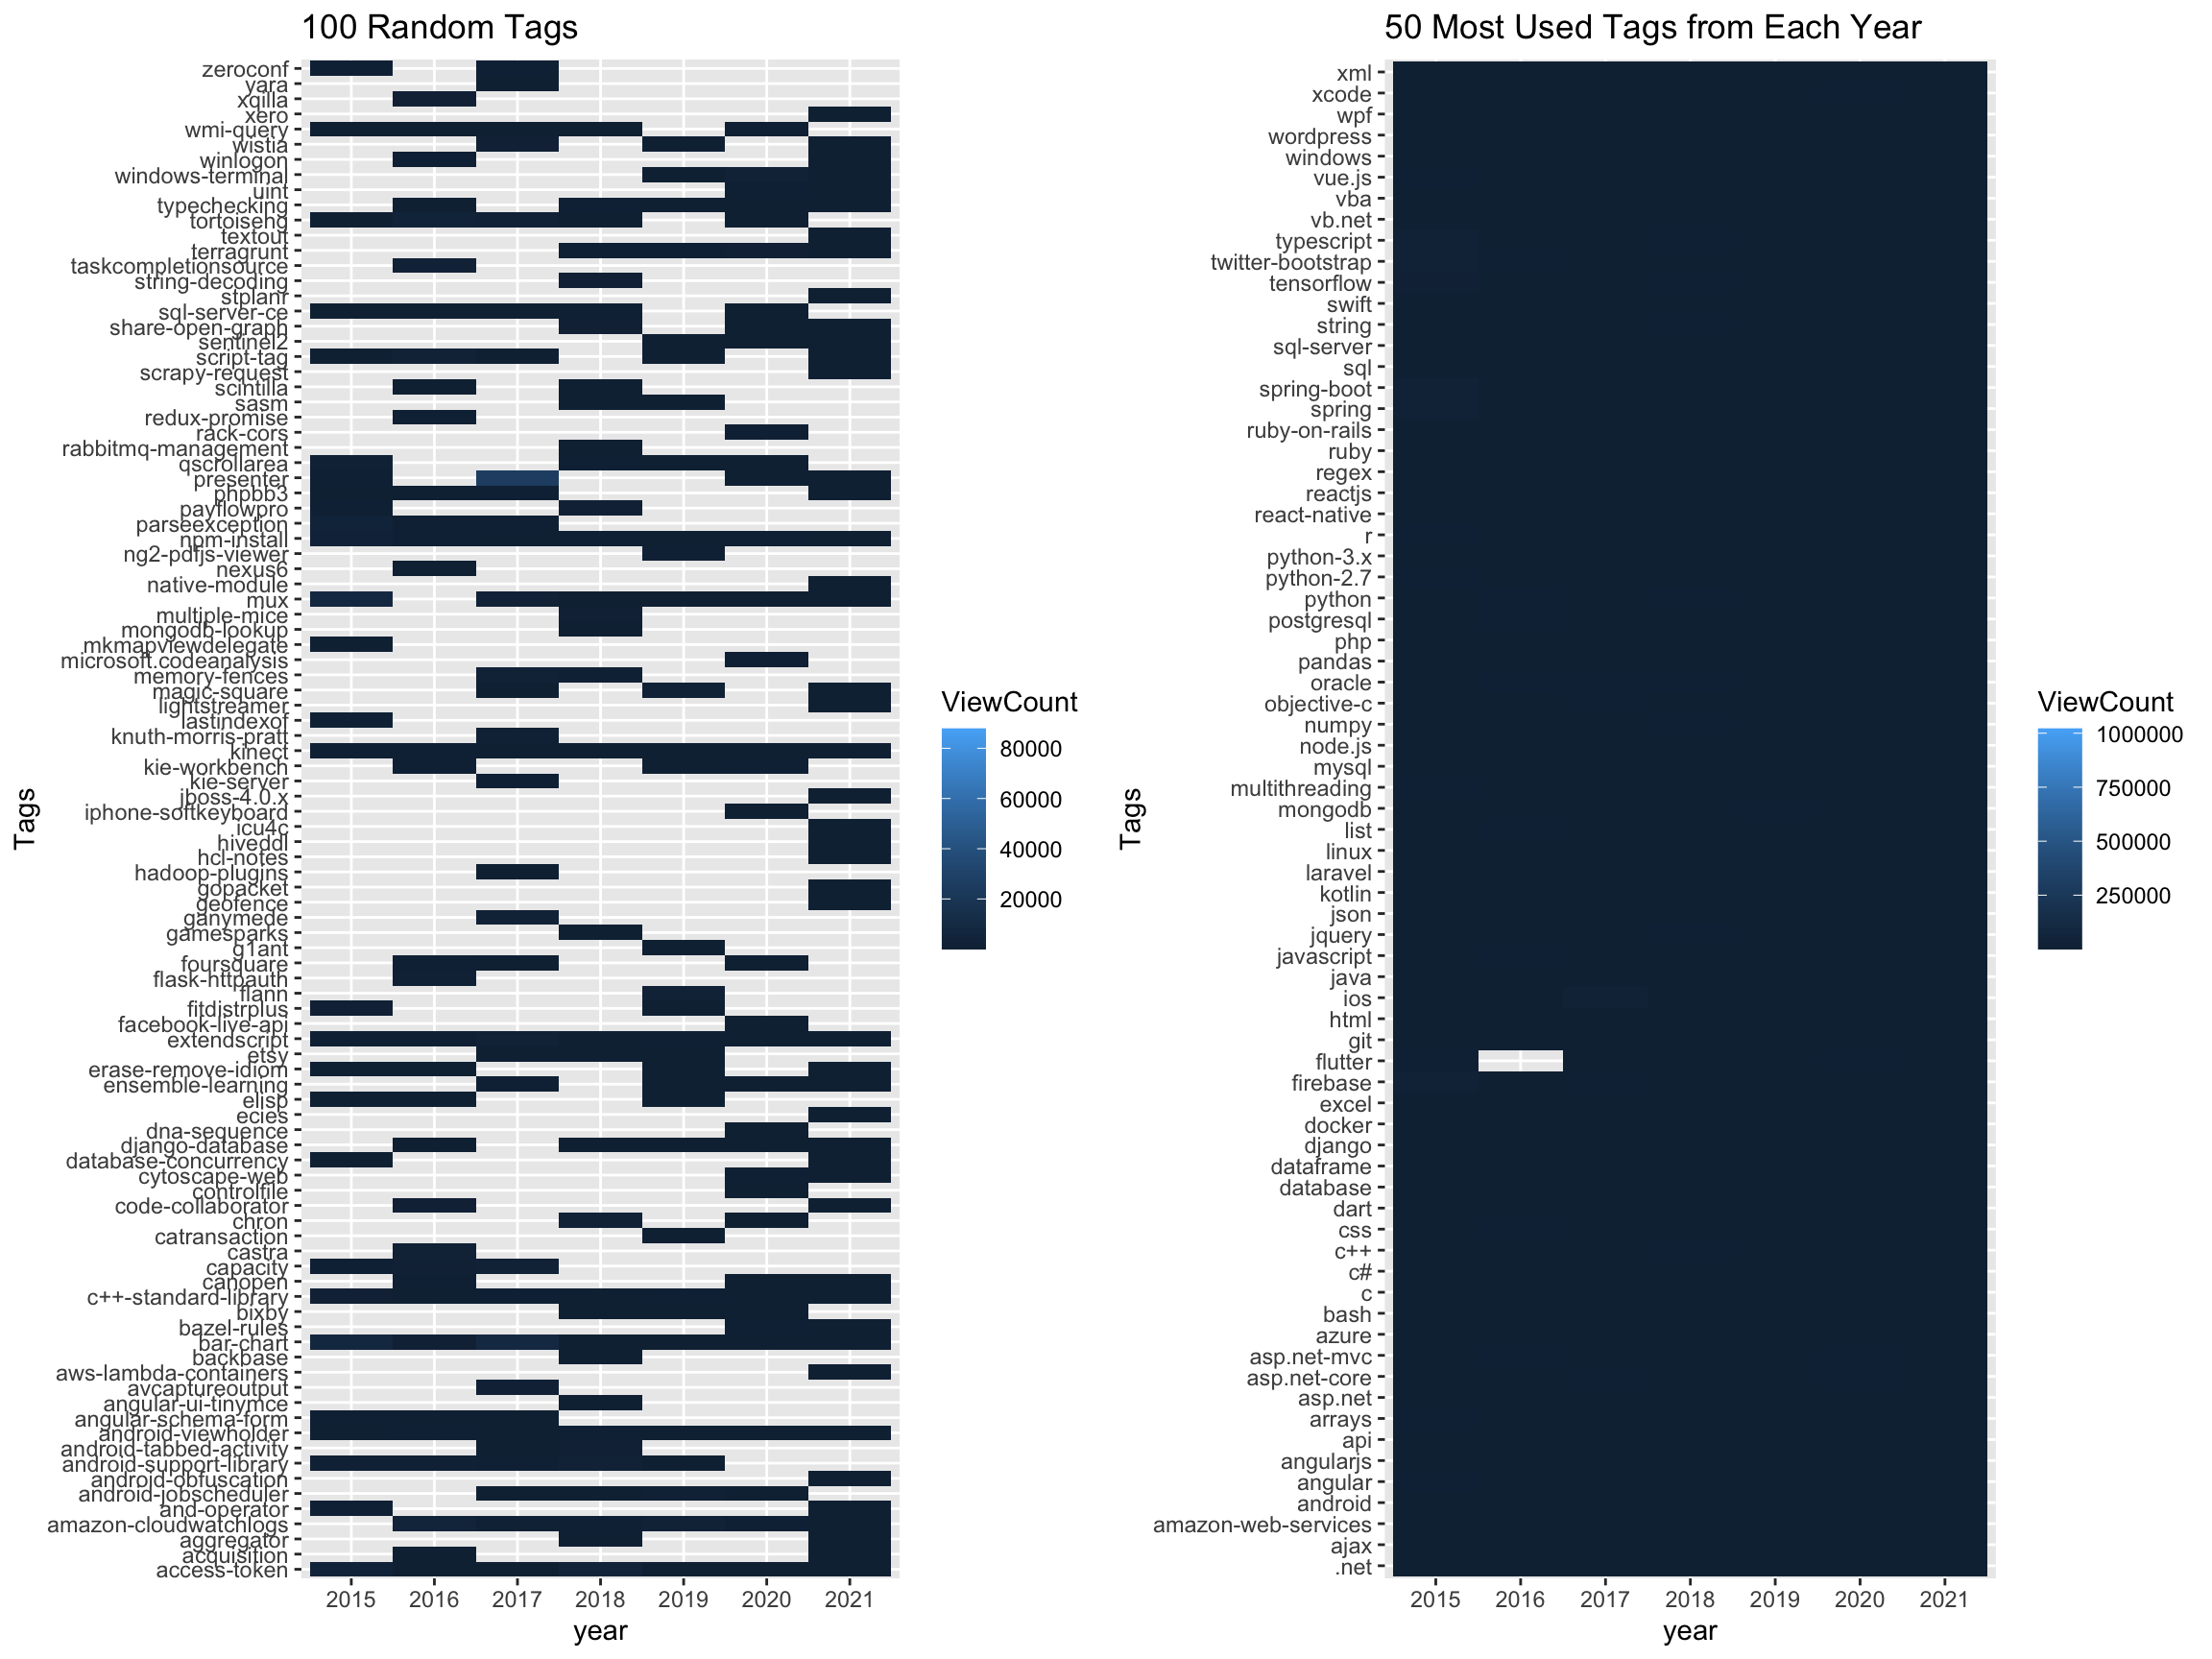 100 Random Tags
zeroconf
yara
xqilla
xero
wmi-query
wistia
winlogon
windows-terminal
uint
typechecking
tortoisehg
textout
terragrunt
taskcompletionsource
string-decoding
stplanr
sql-server-ce
share-open-graph
sentinel2
script-tag
scrapy-request
scintilla
sasm
redux-promise
rack-cors
rabbitmq-management
qscrollarea
presenter
phpbb3
payflowpro
parseexception
npm-install
ng2-pdfjs-viewer
nexus6
native-module
mux
multiple-mice
mongodb-lookup
mkmapviewdelegate
microsoft.codeanalysis
memory-fences
magic-square
lightstreamer
lastindexof
knuth-morris-pratt
kinect
kie-workbench
kie-server
jboss-4.0.x
iphone-softkeyboard
icu4c
hiveddl
hcl-notes
hadoop-plugins
gopacket
geofence
ganymede
gamesparks
g1ant
foursquare
flask-httpauth
flann
fitdistrplus
facebook-live-api
extendscript
etsy
erase-remove-idiom
ensemble-learning
elisp
ecies
dna-sequence
django-database
database-concurrency
cytoscape-web
controlfile
code-collaborator
chron
catransaction
castra
capacity
canopen
c++-standard-library
bixby
bazel-rules
bar-chart
backbase
aws-lambda-containers
avcaptureoutput
angular-ui-tinymce
angular-schema-form
android-viewholder
android-tabbed-activity
android-support-library
android-obfuscation
android-jobscheduler
and-operator
amazon-cloudwatchlogs
aggregator
acquisition
access-token
Tags
2015 2016 2017 2018 2019 2020 2021
year
ViewCount
80000
60000
40000
20000
50 Most Used Tags from Each Year
xml
xcode
wpf
wordpress
windows
vue.js
vba
vb.net
typescript
twitter-bootstrap
tensorflow
swift
string
sql-server
sql
spring-boot
spring
ruby-on-rails
ruby
regex
reactjs
react-native
r
python-3.x
python-2.7
python
postgresql
php
pandas
oracle
objective-c
numpy
node.js
mysql
multithreading
mongodb
list
linux
laravel
kotlin
json
jquery
javascript
java
ios
html
git
flutter
firebase
excel
docker
django
dataframe
database
dart
css
c++
c#
c
bash
azure
asp.net-mvc
asp.net-core
asp.net
arrays
api
angularjs
angular
android
amazon-web-services
ajax
.net
Tags
2015 2016 2017 2018 2019 2020 2021
year
ViewCount
1000000
750000
500000
250000